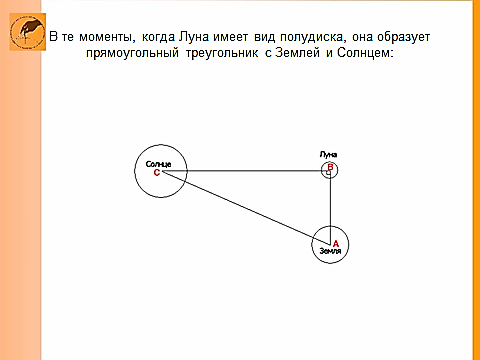 В те моменты, когда Луна имеет вид полудиска, она образует
прямоугольный треугольник с Землей и Солнцем:
Луна
B
Солнце
C
A
Земля